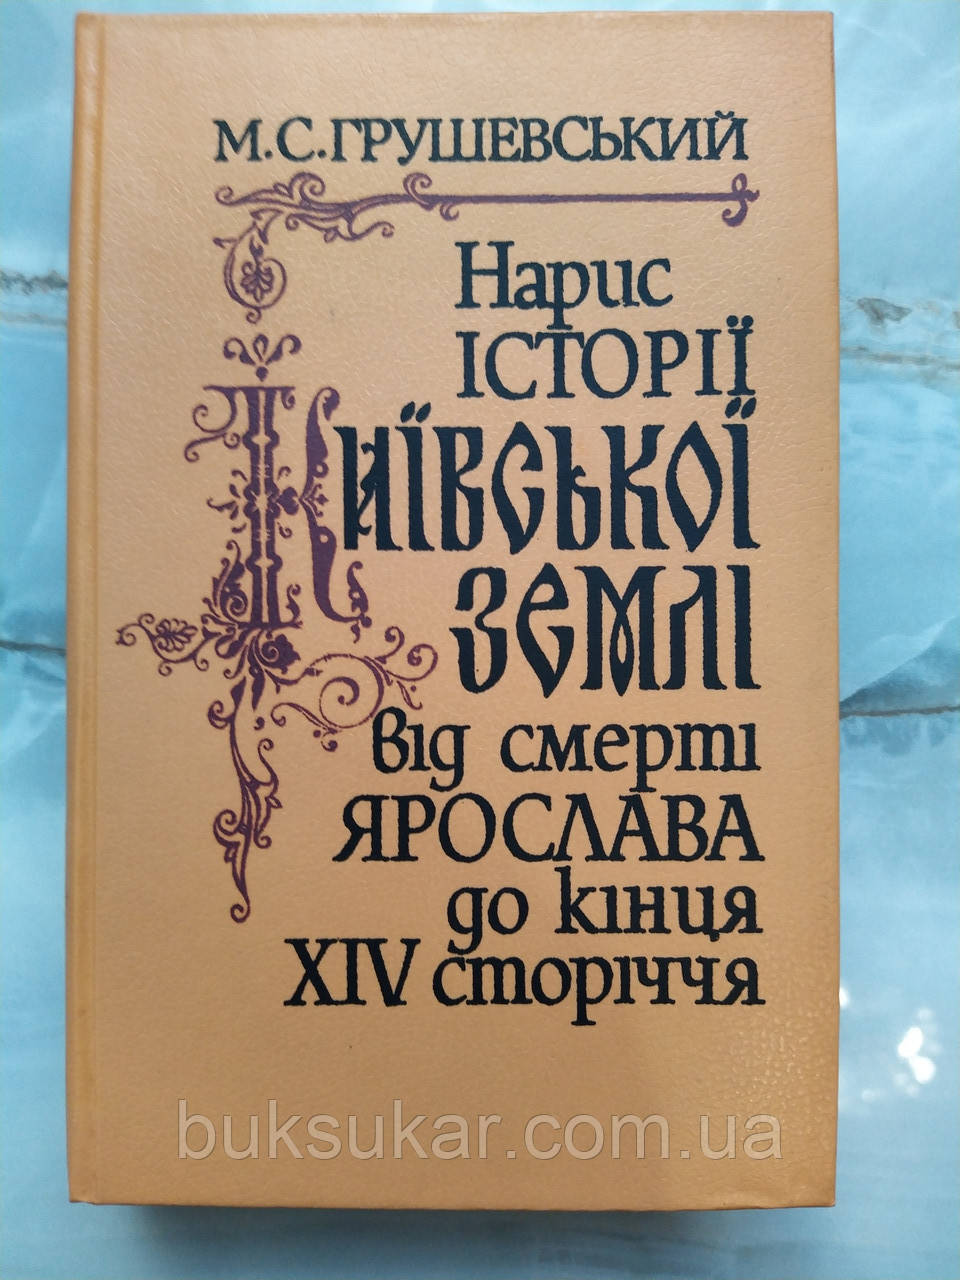 М.С.ГРУШЕВСЬКИЙ
Нарис
ІСТОРІЇ
КИЇВСЬКОЇ
ЗЕМЛІ
від смерті
ЯРОСЛАВА
до кінця
XIV сторіччя
buksukar.com.ua